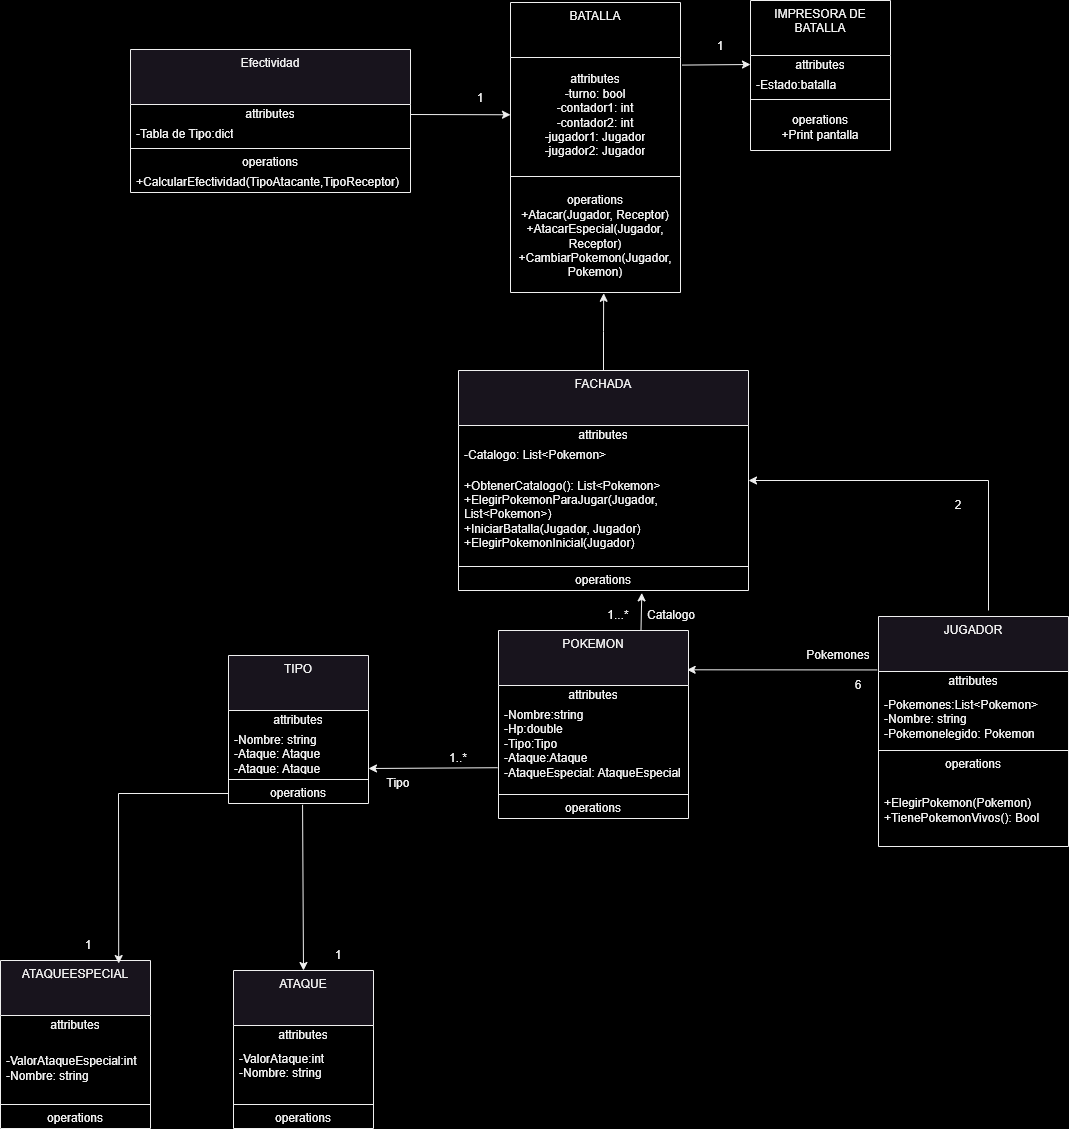 BATALLA
attributes
-turno: bool
-contador1: int
-contador2: int
-jugador1: Jugador
-jugador2: Jugador
operations
+Atacar(Jugador, Receptor)
+AtacarEspecial(Jugador,
Receptor)
+CambiarPokemon(Jugador,
Pokemon)
1
IMPRESORA DE
BATALLA
attributes
-Estado:batalla
operations
+Print pantalla
Efectividad
attributes
-Tabla de Tipo:dict
operations
+CalcularEfectividad(TipoAtacante,TipoReceptor)
1
FACHADA
attributes
-Catalogo: List<Pokemon>
+ObtenerCatalogo(): List<Pokemon>
+ElegirPokemonParaJugar(Jugador,
List<Pokemon>)
+IniciarBatalla(Jugador, Jugador)
+ElegirPokemonInicial(Jugador)
operations
2
1...*
Catalogo
POKEMON
attributes
-Nombre:string
-Hp:double
-Tipo:Tipo
-Ataque:Ataque
-AtaqueEspecial: AtaqueEspecial
operations
Pokemones
6
JUGADOR
attributes
-Pokemones:List<Pokemon>
-Nombre: string
-Pokemonelegido: Pokemon
operations
+ElegirPokemon(Pokemon)
+TienePokemonVivos(): Bool
TIPO
attributes
-Nombre: string
-Ataque: Ataque
-Ataque: Ataque
operations
1..*
Tipo
1
ATAQUEESPECIAL
attributes
-ValorAtaqueEspecial:int
-Nombre: string
operations
1
ATAQUE
attributes
-ValorAtaque:int
-Nombre: string
operations